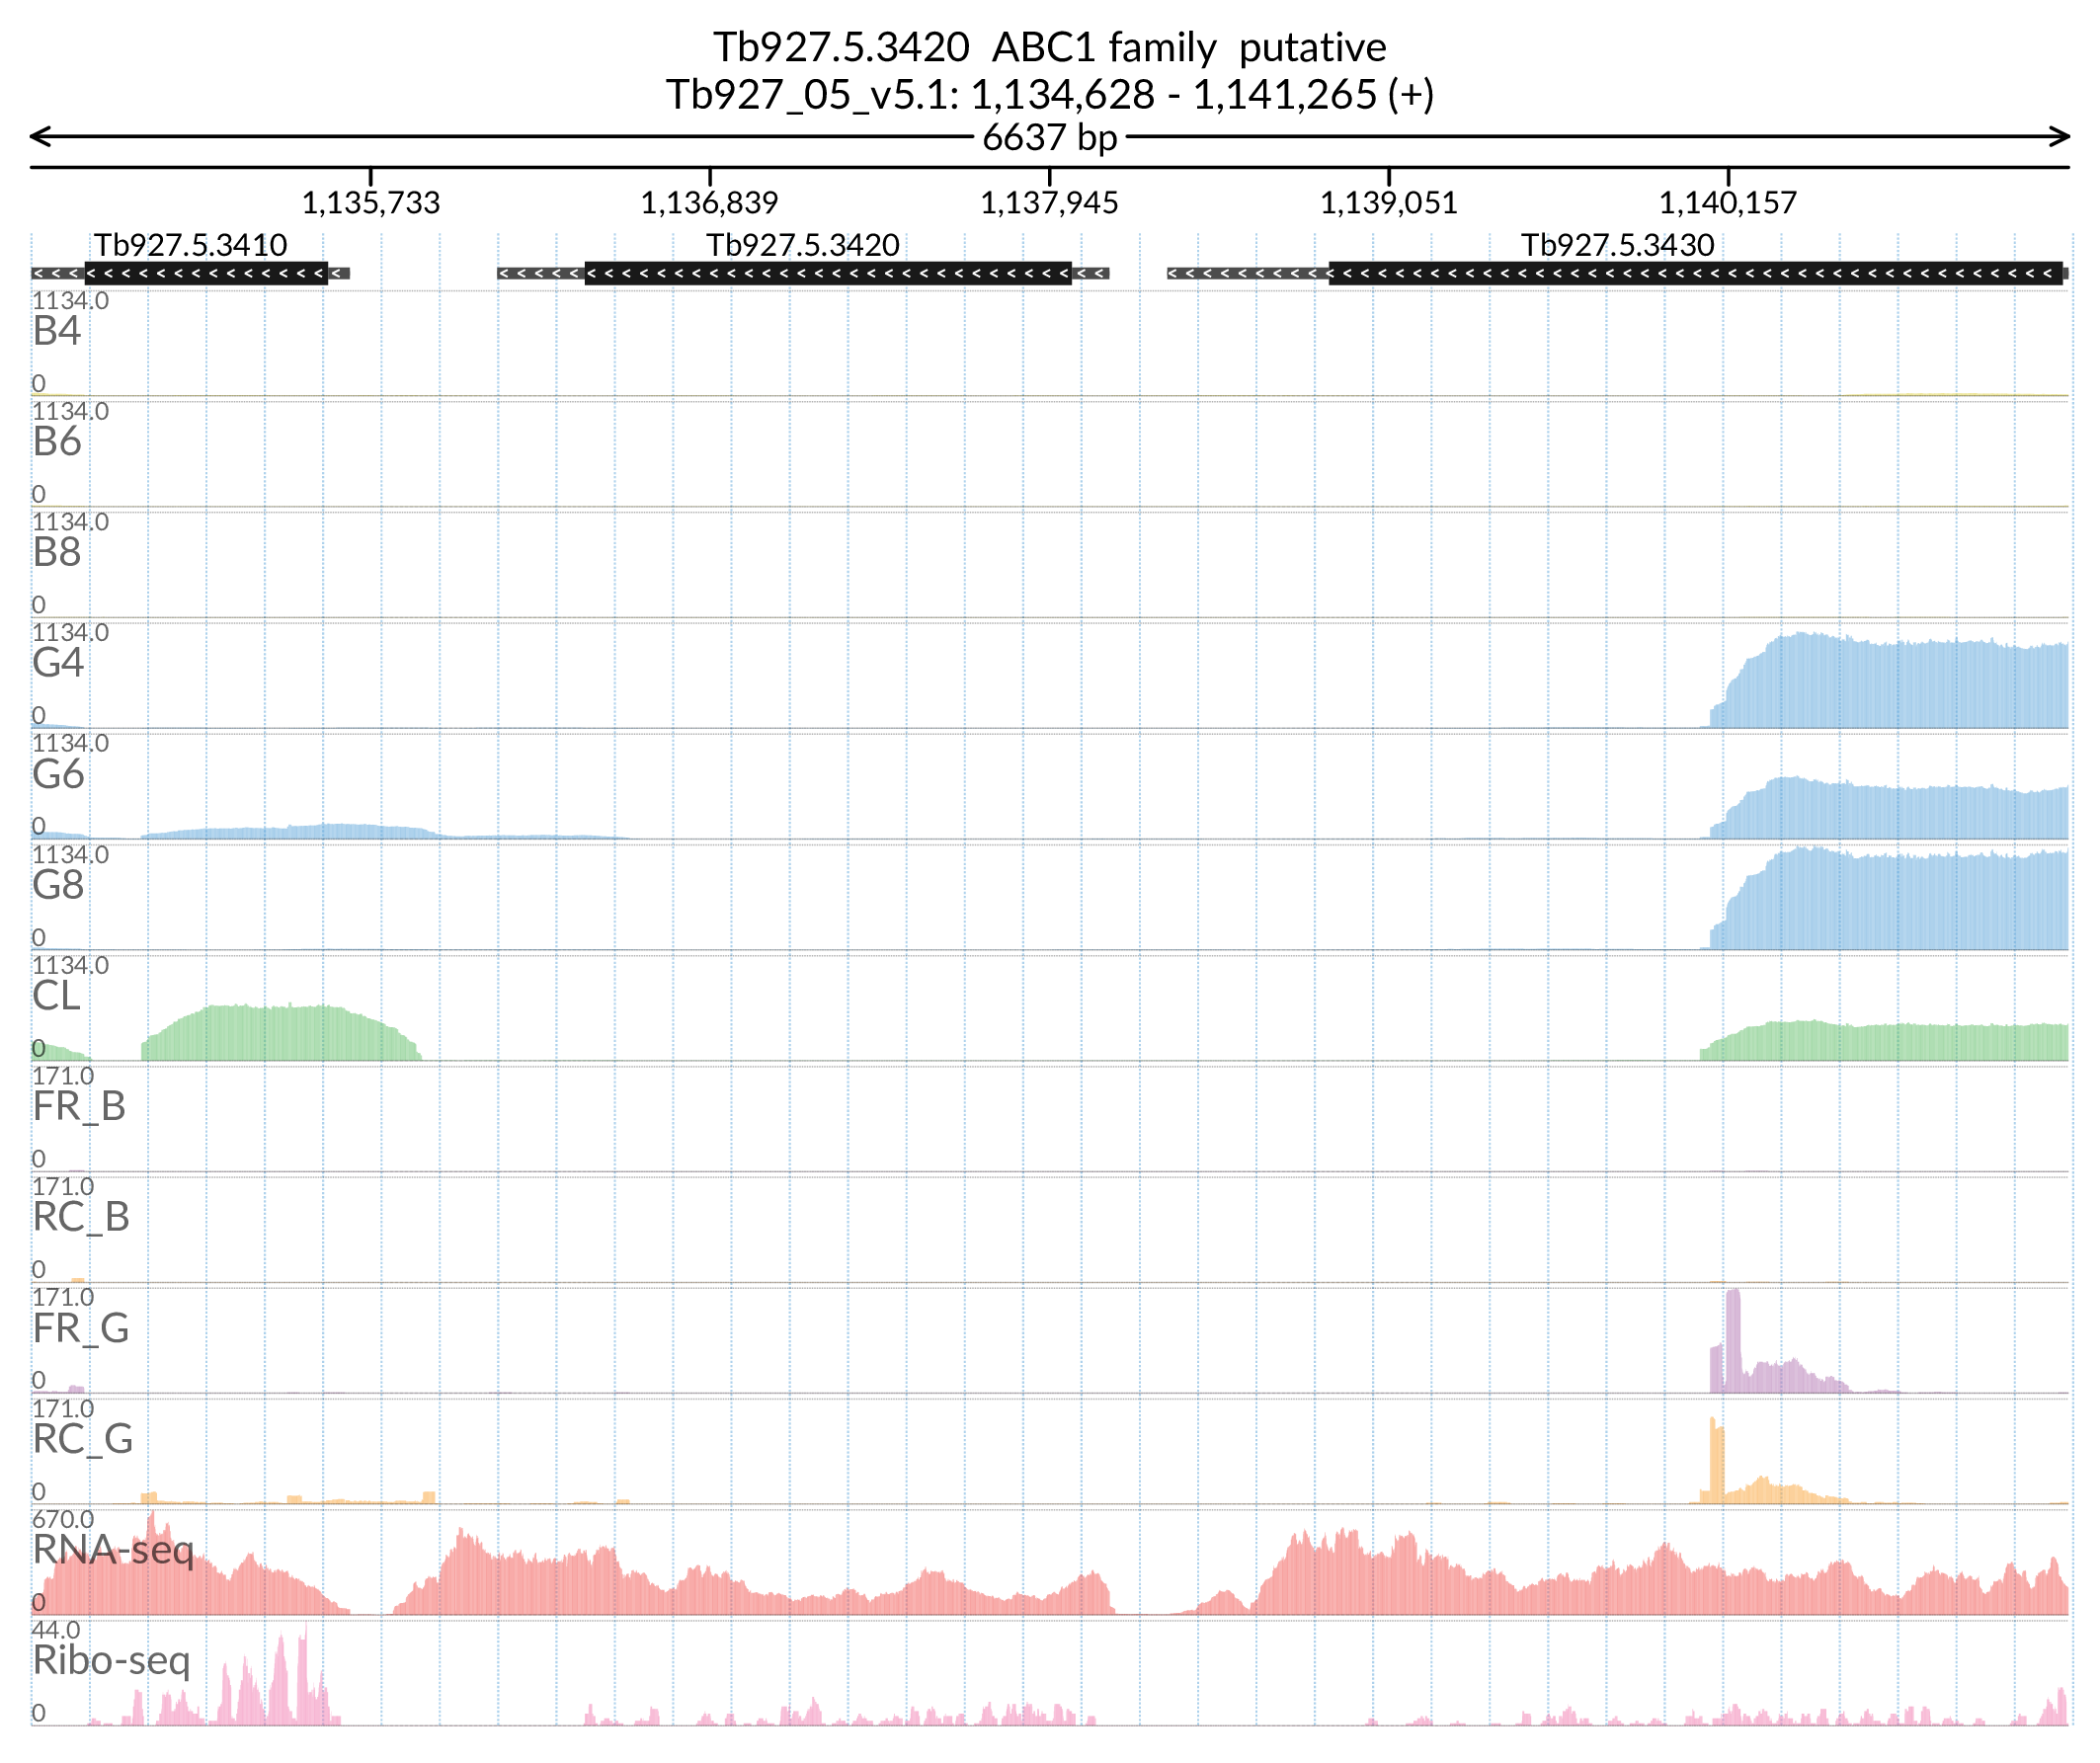 Tb927.5.3420  ABC1 family  putative
Tb927_05_v5.1: 1,134,628 - 1,141,265 (+)
6637 bp
1,135,733 1,136,839 1,137,945 1,139,051 1,140,157
Tb927.5.3410 Tb927.5.3420 Tb927.5.3430
1134.0
B4
0
1134.0
B6
0
1134.0
B8
0
1134.0
G4
0
1134.0
G6
0
1134.0
G8
0
1134.0
CL
0
171.0
FR_B
0
171.0
RC_B
0
171.0
FR_G
0
171.0
RC_G
0
670.0
RNA-seq
0
44.0
Ribo-seq
0